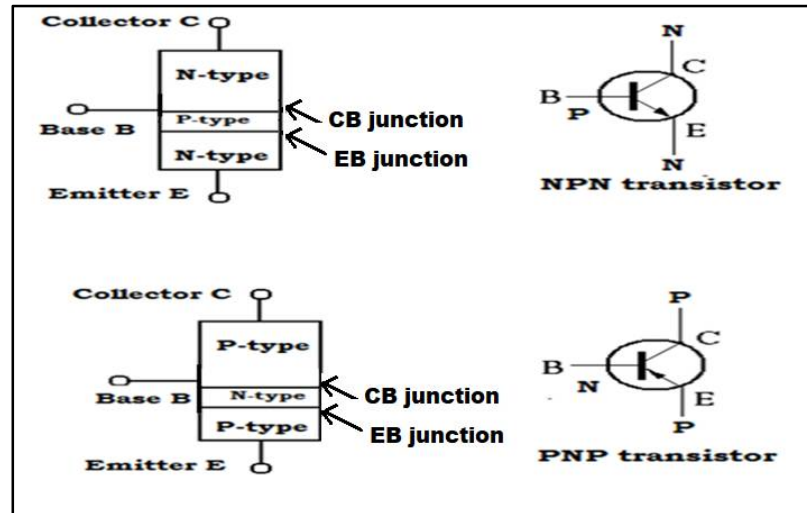 Collector C
N-type
Base B
P-type
CB junction
N-type
EB junction
Emitter E
N
C
B
P
E
N
NPN transistor
Collector C
P-type
Base B
N-type
CB junction
P-type
EB junction
Emitter E
P
C
B
N
E
P
PNP transistor